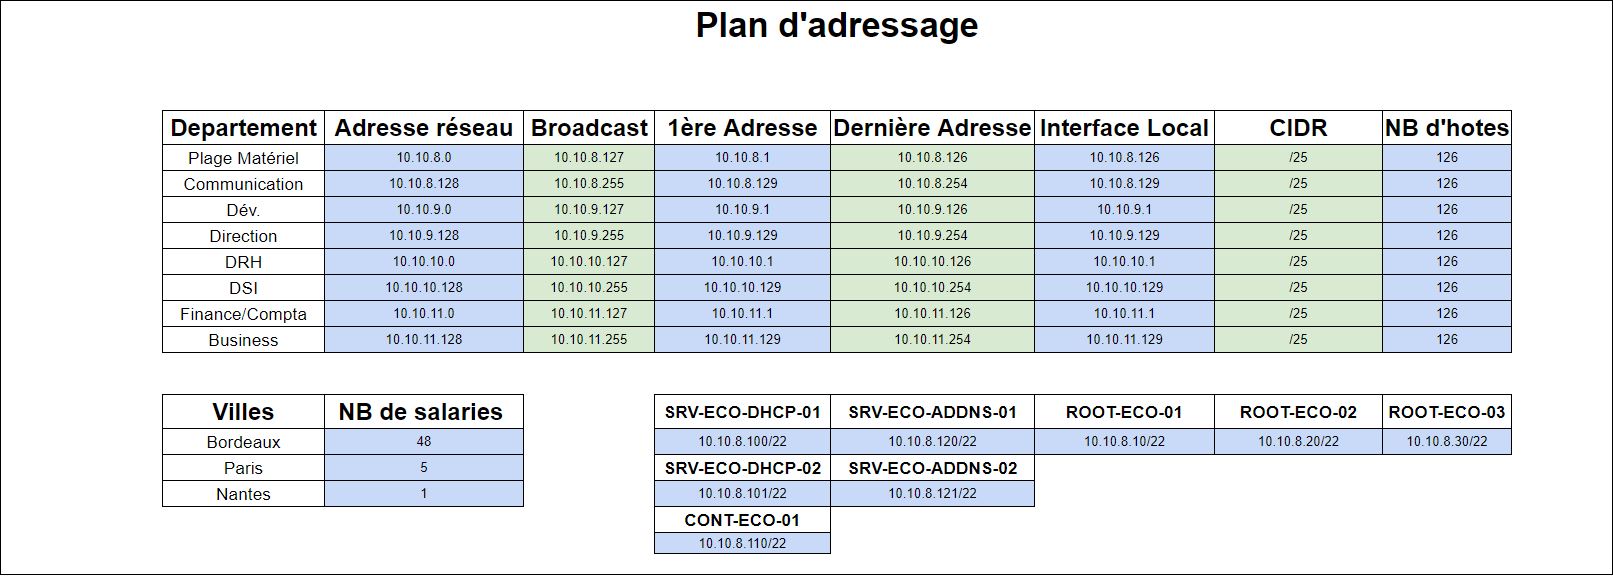 Plan d'adressage
Departement Adresse réseau Broadcast 1ère Adresse Dernière Adresse Interface Local CIDR NB d'hotes
Plage Matériel 10.10.8.0 10.10.8.127 10.10.8.1 10.10.8.126 10.10.8.126 /25 126
Communication 10.10.8.128 10.10.8.255 10.10.8.129 10.10.8.254 10.10.8.129 /25 126
Dév. 10.10.9.0 10.10.9.127 10.10.9.1 10.10.9.126 10.10.9.1 /25 126
Direction 10.10.9.128 10.10.9.255 10.10.9.129 10.10.9.254 10.10.9.129 /25 126
DRH 10.10.10.0 10.10.10.127 10.10.10.1 10.10.10.126 10.10.10.1 /25 126
DSI 10.10.10.128 10.10.10.255 10.10.10.129 10.10.10.254 10.10.10.129 /25 126
Finance/Compta 10.10.11.0 10.10.11.127 10.10.11.1 10.10.11.126 10.10.11.1 /25 126
Business 10.10.11.128 10.10.11.255 10.10.11.129 10.10.11.254 10.10.11.129 /25 126
Villes NB de salaries
Bordeaux 48
Paris 5
Nantes 1
SRV-ECO-DHCP-01 SRV-ECO-ADDNS-01 ROOT-ECO-01 ROOT-ECO-02 ROOT-ECO-03
10.10.8.100/22 10.10.8.120/22 10.10.8.10/22 10.10.8.20/22 10.10.8.30/22
SRV-ECO-DHCP-02 SRV-ECO-ADDNS-02
10.10.8.101/22 10.10.8.121/22
CONT-ECO-01
10.10.8.110/22